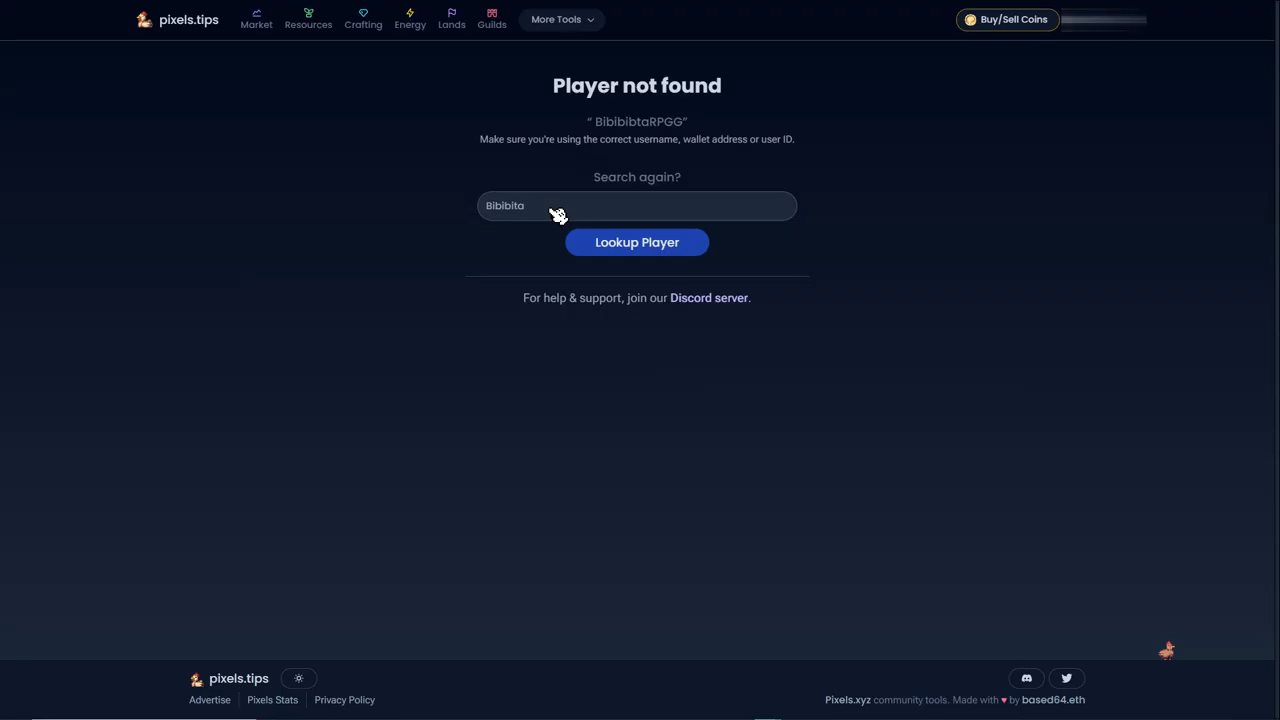 pixels.tips
Market Resources Crafting Energy Lands Guilds More Tools
Buy/Sell Coins
Player not found
“ BibibibtaRPGG”
Make sure you're using the correct username, wallet address or user ID.
Search again?
Bibibita
Lookup Player
For help & support, join our Discord server.
pixels.tips
Advertise Pixels Stats Privacy Policy
Pixels.xyz community tools. Made with ♥ by based64.eth